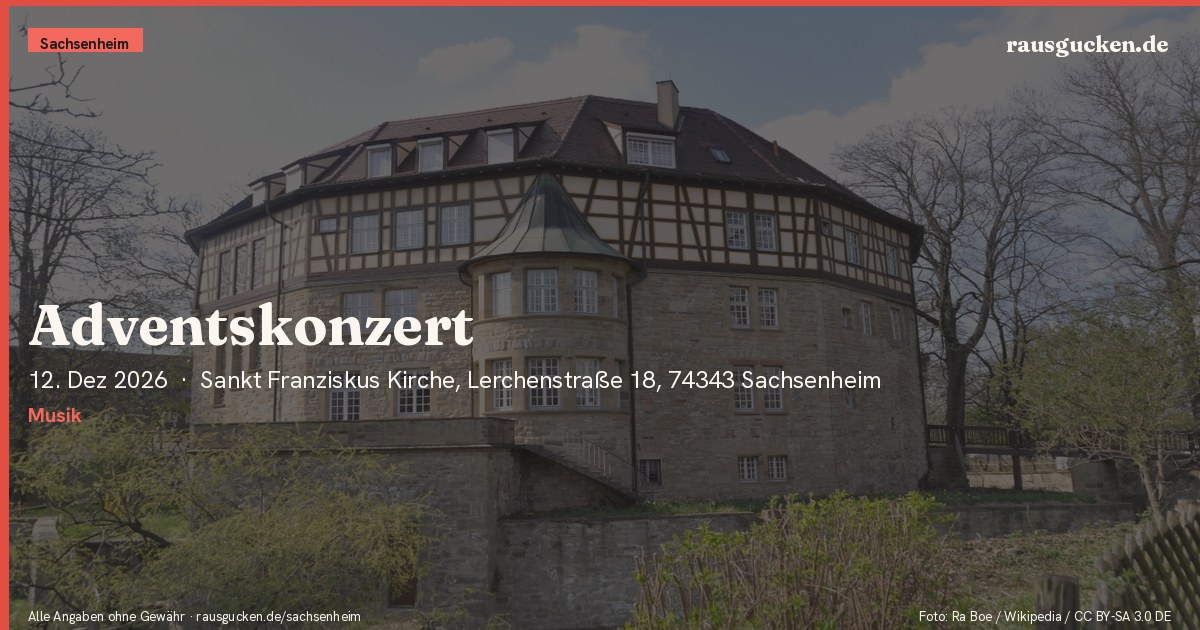 Sachsenheim
rausgucken.de
Adventskonzert
12. Dez 2026 · Sankt Franziskus Kirche, Lerchenstraße 18, 74343 Sachsenheim
Musik
Alle Angaben ohne Gewähr · rausgucken.de/sachsenheim
Foto: Ra Boe / Wikipedia / CC BY-SA 3.0 DE